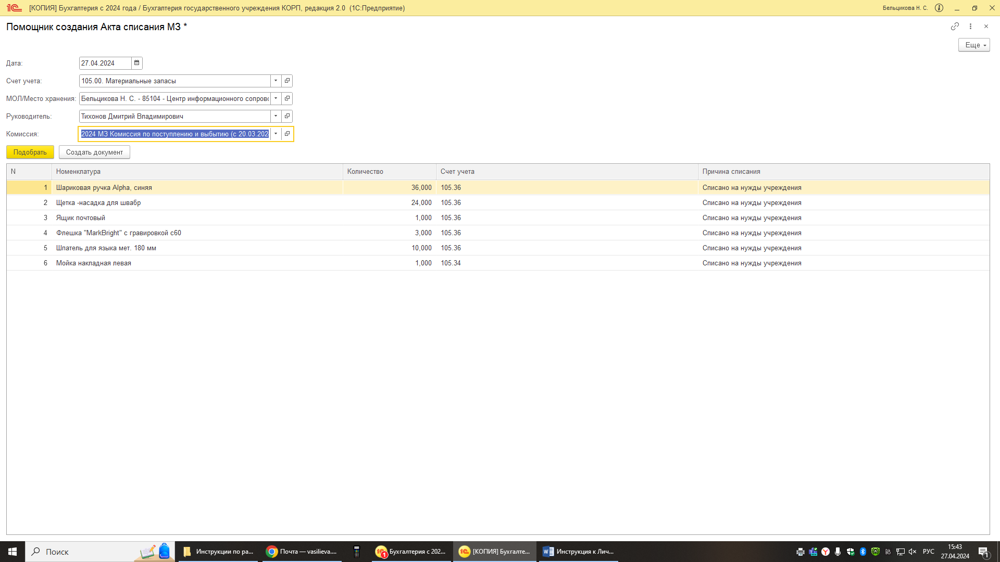 [КОПИЯ] Бухгалтерия с 2024 года / Бухгалтерия государственного учреждения КОРП, редакция 2.0 (1С:Предприятие)
Бельцикова Н. С.
Помощник создания Акта списания МЗ *
Еще
Дата: 27.04.2024
Счет учета: 105.00. Материальные запасы
МОЛ/Место хранения: Бельцикова Н. С. - 85104 - Центр информационного сопрово
Руководитель: Тихонов Дмитрий Владимирович
Комиссия: 2024 МЗ Комиссия по поступлению и выбытию (с 20.03.202
Подобрать Создать документ
N Номенклатура Количество Счет учета Причина списания
1 Шариковая ручка Alpha, синяя 36,000 105.36 Списано на нужды учреждения
2 Щетка -насадка для швабр 24,000 105.36 Списано на нужды учреждения
3 Ящик почтовый 1,000 105.36 Списано на нужды учреждения
4 Флешка "MarkBright" с гравировкой с60 3,000 105.36 Списано на нужды учреждения
5 Шпатель для языка мет. 180 мм 10,000 105.36 Списано на нужды учреждения
6 Мойка накладная левая 1,000 105.34 Списано на нужды учреждения
Поиск Инструкции по ра... Почта — vasilieva.... 1 Бухгалтерия с 202... [КОПИЯ] Бухгалте... Инструкция к Лич... РУС 15:43 1
27.04.2024